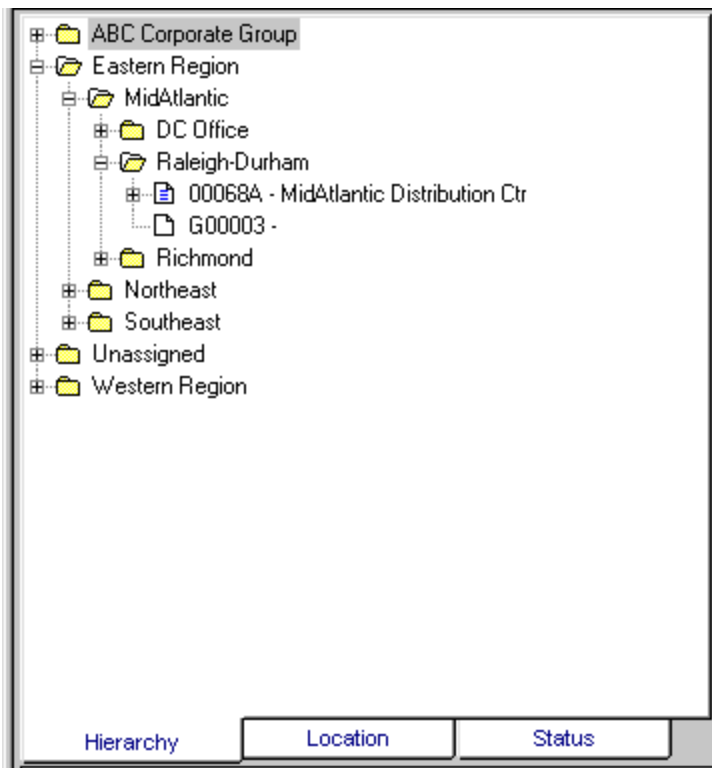 ABC Corporate Group
Eastern Region
MidAtlantic
DC Office
Raleigh-Durham
00068A - MidAtlantic Distribution Ctr
G00003 -
Richmond
Northeast
Southeast
Unassigned
Western Region
Hierarchy Location Status